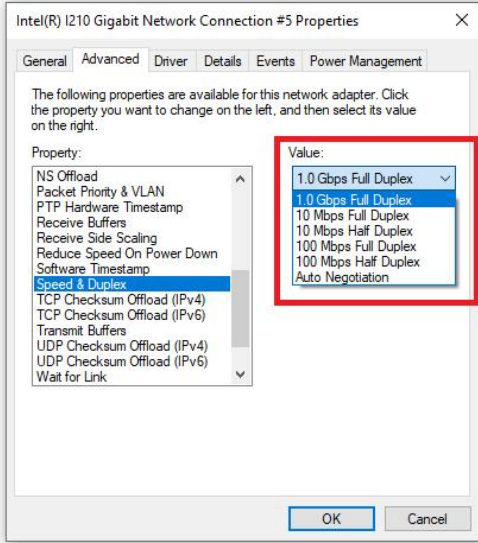 Intel(R) I210 Gigabit Network Connection #5 Properties
General Advanced Driver Details Events Power Management
The following properties are available for this network adapter. Click
the property you want to change on the left, and then select its value
on the right.
Property:
NS Offload
Packet Priority & VLAN
PTP Hardware Timestamp
Receive Buffers
Receive Side Scaling
Reduce Speed On Power Down
Software Timestamp
Speed & Duplex
TCP Checksum Offload (IPv4)
TCP Checksum Offload (IPv6)
Transmit Buffers
UDP Checksum Offload (IPv4)
UDP Checksum Offload (IPv6)
Wait for Link
Value:
1.0 Gbps Full Duplex
1.0 Gbps Full Duplex
10 Mbps Full Duplex
10 Mbps Half Duplex
100 Mbps Full Duplex
100 Mbps Half Duplex
Auto Negotiation
OK Cancel